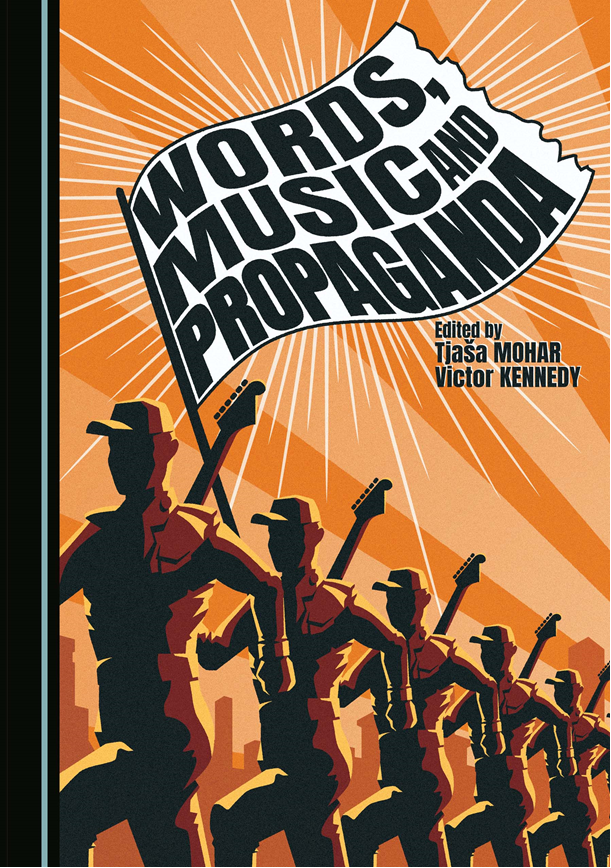 WORDS,
MUSIC AND
PROPAGANDA
Edited by
Tjaša MOHAR
Victor KENNEDY